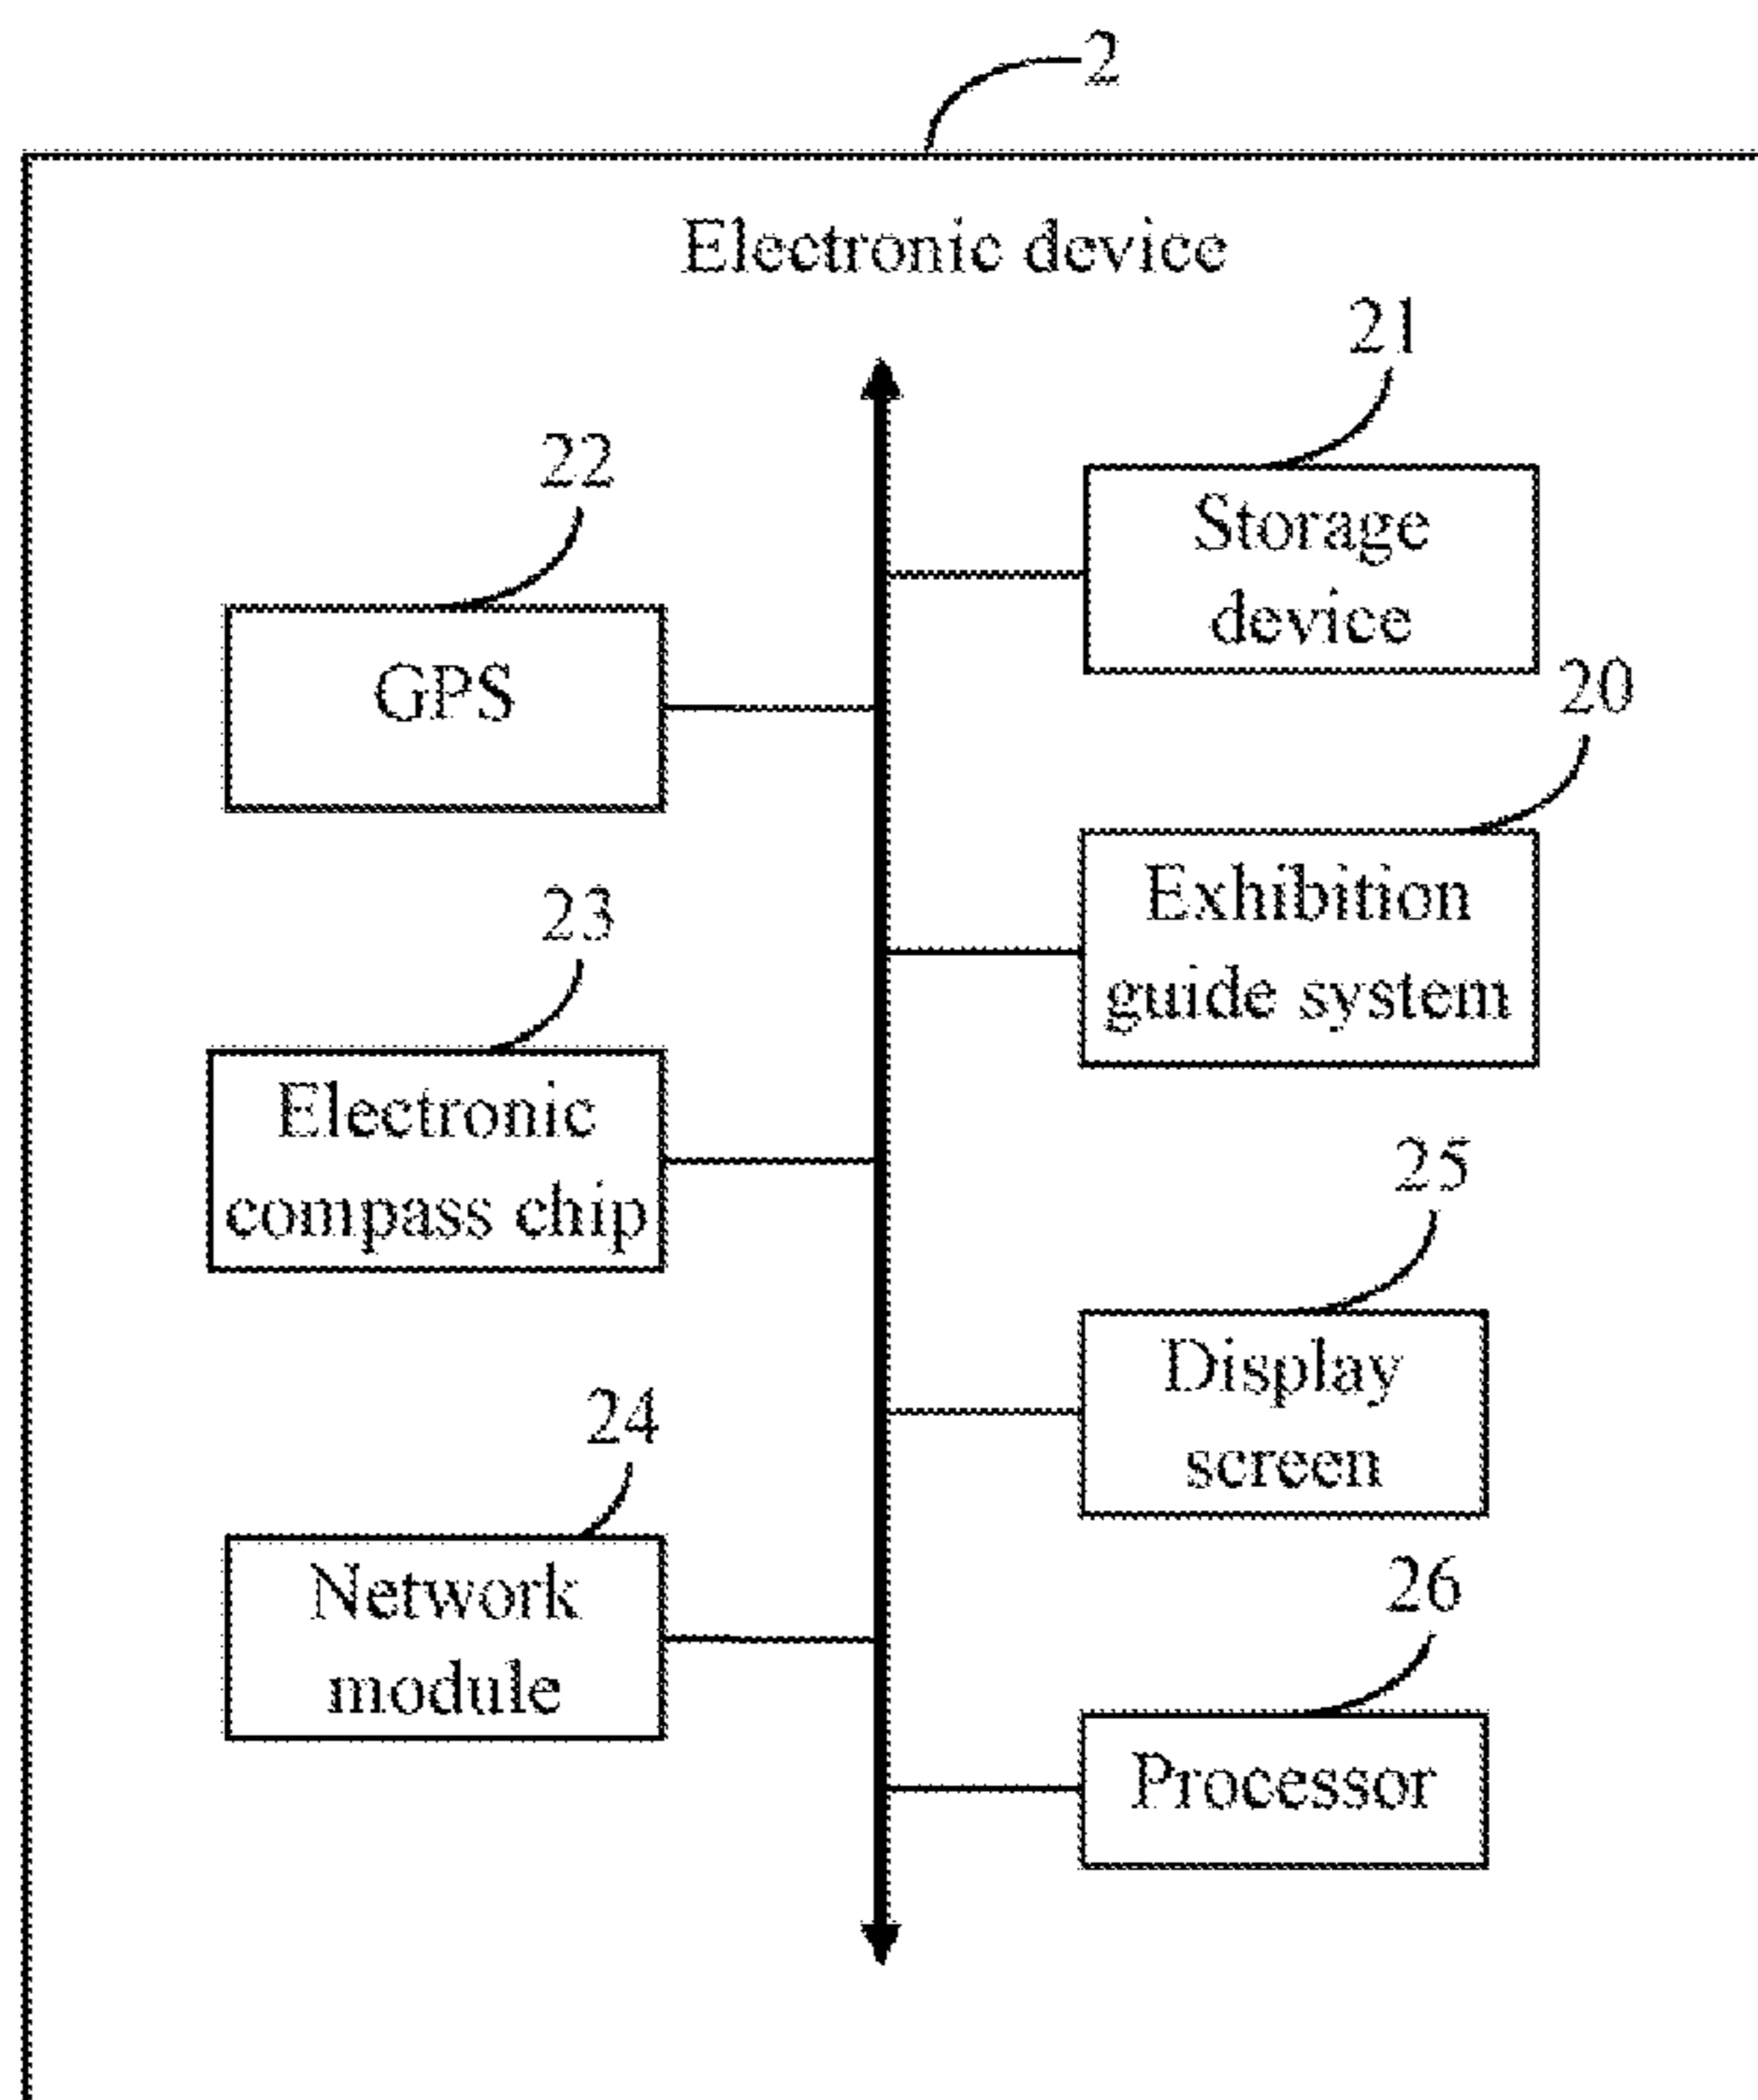 2
Electronic device
21
Storage
device
22
GPS
20
Exhibition
guide system
23
Electronic
compass chip
25
Display
screen
24
Network
module
26
Processor